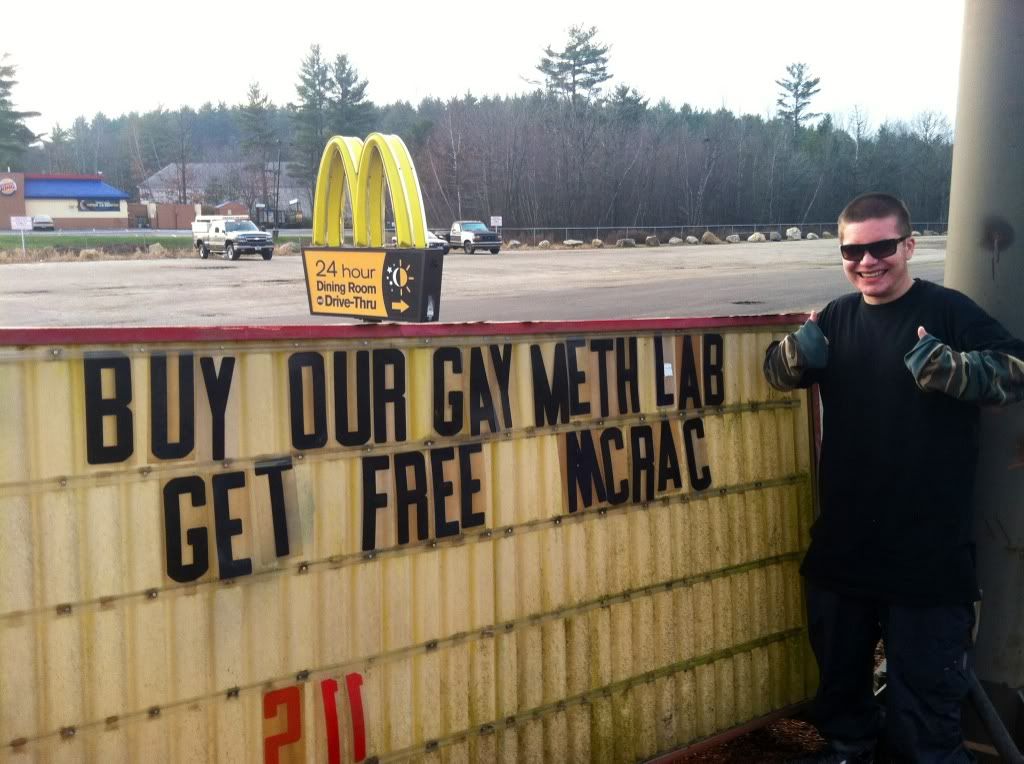 24 hour
Dining Room
Drive-Thru
BUY OUR GAY METH LAB
GET FREE MCRAC
211